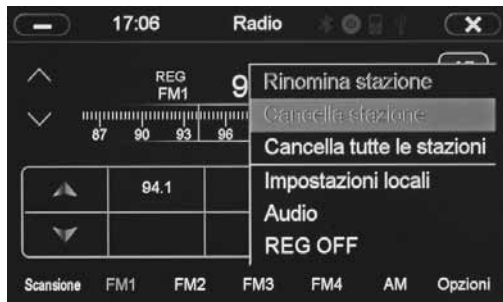 17:06 Radio
REG
FM1 9
Rinomina stazione
Cancella stazione
Cancella tutte le stazioni
Impostazioni locali
Audio
REG OFF
87 90 93 96
94.1
Scansione FM1 FM2 FM3 FM4 AM Opzioni